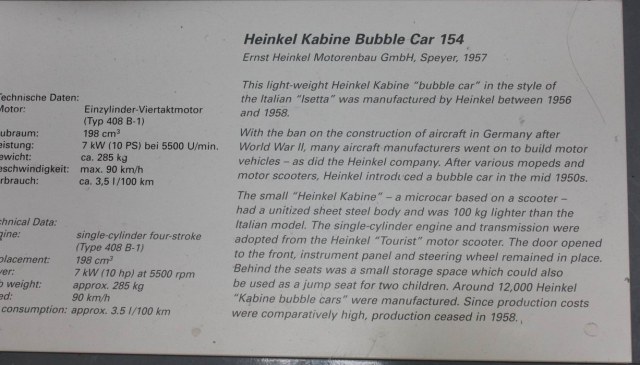 Technische Daten:
Motor: Einzylinder-Viertaktmotor
(Typ 408 B-1)
ubraum: 198 cm³
eistung: 7 kW (10 PS) bei 5500 U/min.
ewicht: ca. 285 kg
eschwindigkeit: max. 90 km/h
erbrauch: ca. 3,5 l/100 km
chnical Data:
gine: single-cylinder four-stroke
(Type 408 B-1)
placement: 198 cm³
wer: 7 kW (10 hp) at 5500 rpm
b weight: approx. 285 kg
ed: 90 km/h
consumption: approx. 3.5 l/100 km
Heinkel Kabine Bubble Car 154
Ernst Heinkel Motorenbau GmbH, Speyer, 1957
This light-weight Heinkel Kabine "bubble car" in the style of
the Italian "Isetta" was manufactured by Heinkel between 1956
and 1958.
With the ban on the construction of aircraft in Germany after
World War II, many aircraft manufacturers went on to build motor
vehicles – as did the Heinkel company. After various mopeds and
motor scooters, Heinkel introduced a bubble car in the mid 1950s.
The small "Heinkel Kabine" – a microcar based on a scooter –
had a unitized sheet steel body and was 100 kg lighter than the
Italian model. The single-cylinder engine and transmission were
adopted from the Heinkel "Tourist" motor scooter. The door opened
to the front, instrument panel and steering wheel remained in place.
Behind the seats was a small storage space which could also
be used as a jump seat for two children. Around 12,000 Heinkel
"Kabine bubble cars" were manufactured. Since production costs
were comparatively high, production ceased in 1958.